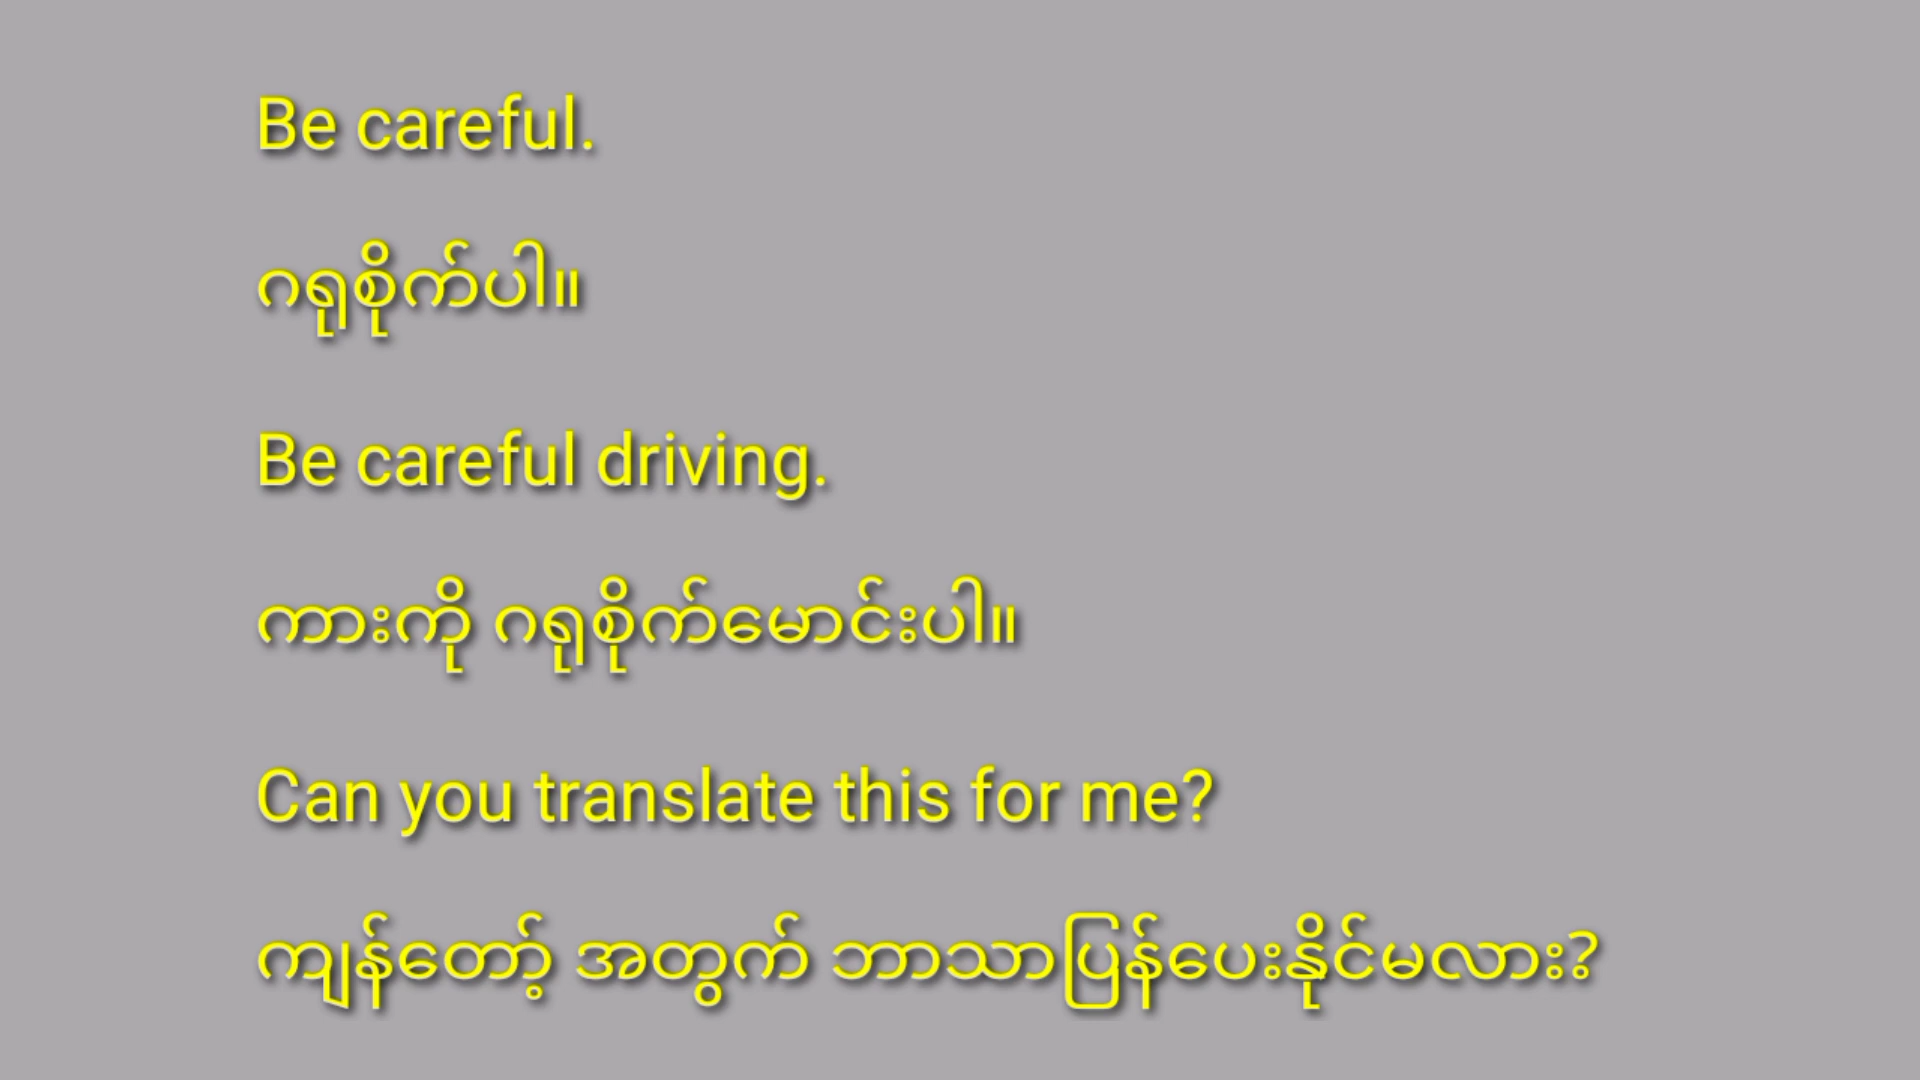 Be careful.
ဂရုစိုက်ပါ။
Be careful driving.
ကားကို ဂရုစိုက်မောင်းပါ။
Can you translate this for me?
ကျန်တော့် အတွက် ဘာသာပြန်ပေးနိုင်မလား?